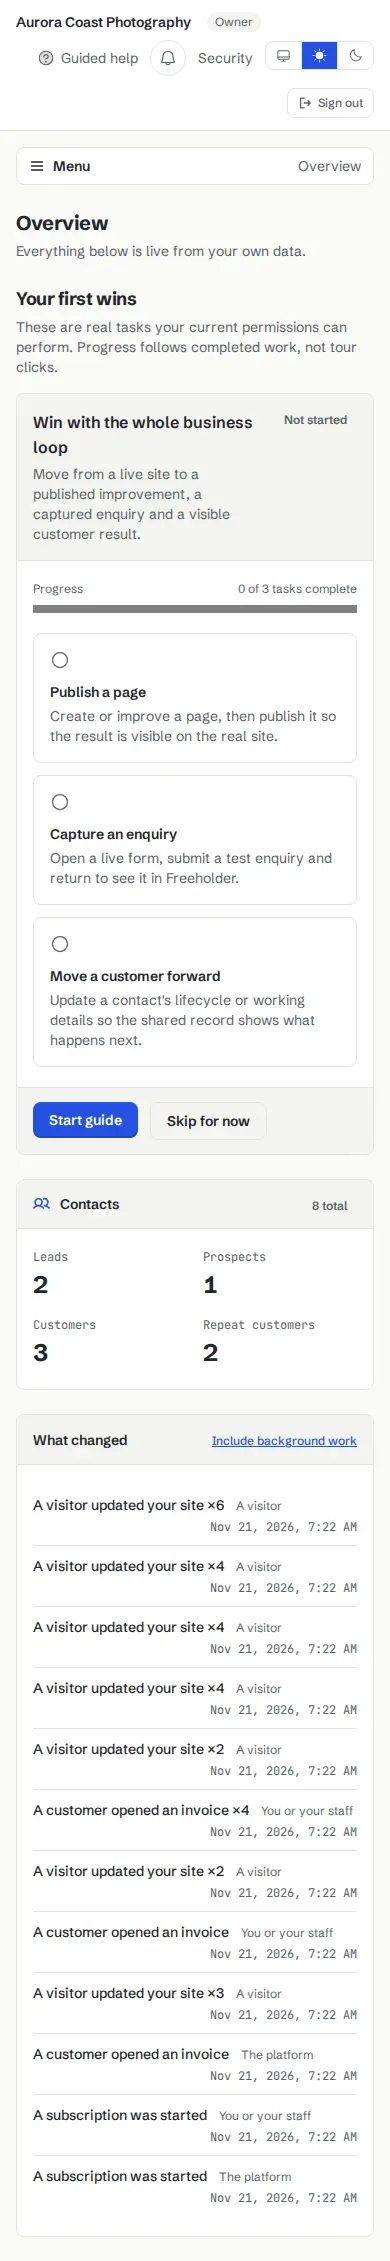 Aurora Coast Photography Owner
Guided help Security
Sign out
Menu Overview
Overview
Everything below is live from your own data.
Your first wins
These are real tasks your current permissions can
perform. Progress follows completed work, not tour
clicks.
Win with the whole business
loop
Not started
Move from a live site to a
published improvement, a
captured enquiry and a visible
customer result.
Progress 0 of 3 tasks complete
Publish a page
Create or improve a page, then publish it so
the result is visible on the real site.
Capture an enquiry
Open a live form, submit a test enquiry and
return to see it in Freeholder.
Move a customer forward
Update a contact's lifecycle or working
details so the shared record shows what
happens next.
Start guide Skip for now
Contacts 8 total
Leads Prospects
2 1
Customers Repeat customers
3 2
What changed Include background work
A visitor updated your site ×6 A visitor
Nov 21, 2026, 7:22 AM
A visitor updated your site ×4 A visitor
Nov 21, 2026, 7:22 AM
A visitor updated your site ×4 A visitor
Nov 21, 2026, 7:22 AM
A visitor updated your site ×4 A visitor
Nov 21, 2026, 7:22 AM
A visitor updated your site ×2 A visitor
Nov 21, 2026, 7:22 AM
A customer opened an invoice ×4 You or your staff
Nov 21, 2026, 7:22 AM
A visitor updated your site ×2 A visitor
Nov 21, 2026, 7:22 AM
A customer opened an invoice You or your staff
Nov 21, 2026, 7:22 AM
A visitor updated your site ×3 A visitor
Nov 21, 2026, 7:22 AM
A customer opened an invoice The platform
Nov 21, 2026, 7:22 AM
A subscription was started You or your staff
Nov 21, 2026, 7:22 AM
A subscription was started The platform
Nov 21, 2026, 7:22 AM